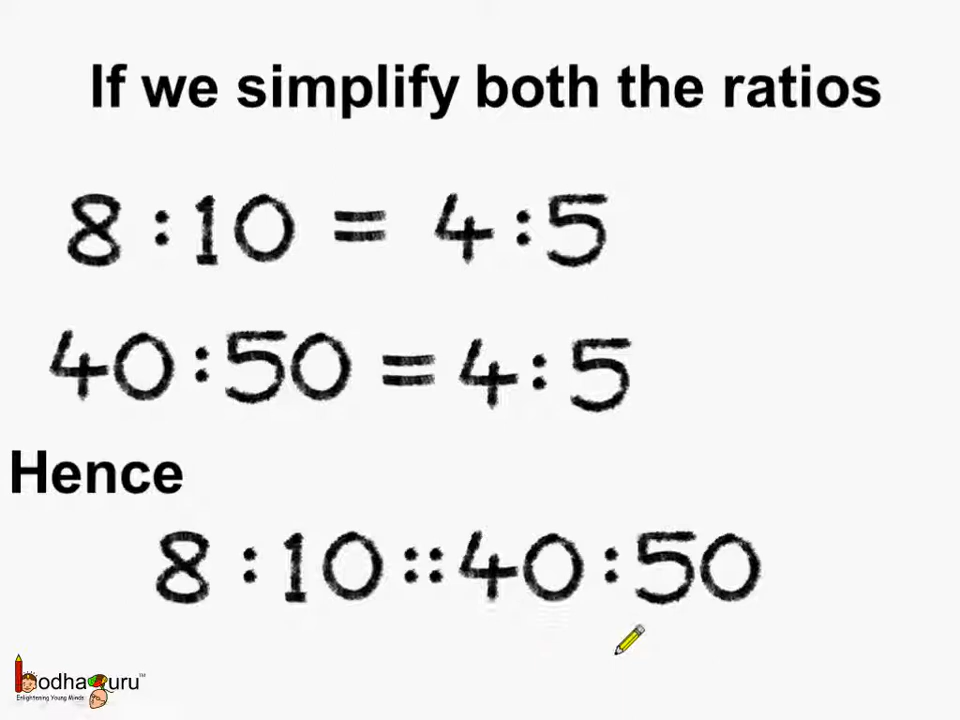 If we simplify both the ratios
8 : 10 = 4 : 5
40 : 50 = 4 : 5
Hence
8 : 10 :: 40 : 50
bodhaguru™
Enlightening Young Minds